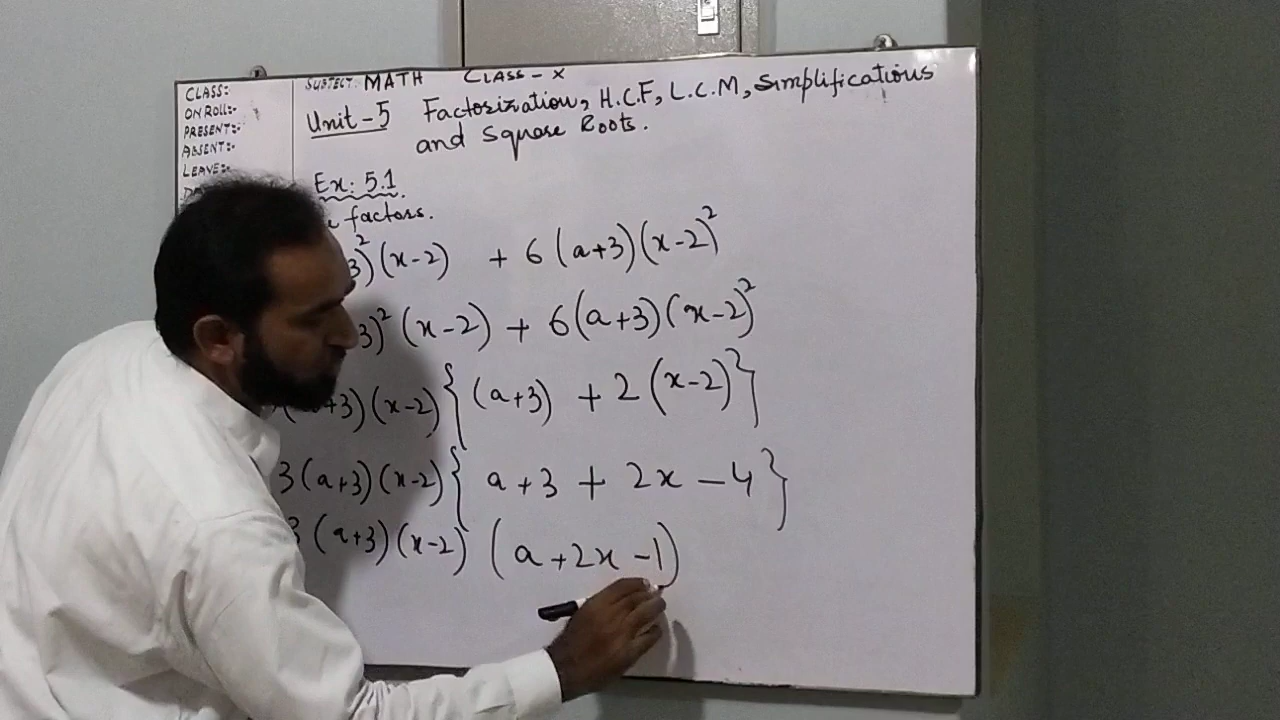 SUBJECT: MATH CLASS-X
CLASS:
ON ROLL:-
PRESENT:-
ABSENT:-
LEAVE:-
Unit-5 Factorization, H.C.F, L.C.M, Simplifications
and Square Roots.
Ex: 5.1
factors.
3)²(x-2) + 6(a+3)(x-2)²
3)²(x-2) + 6(a+3)(x-2)²
+3)(x-2){(a+3) + 2(x-2)}
3(a+3)(x-2){a+3 + 2x - 4}
3(a+3)(x-2)(a+2x-1)